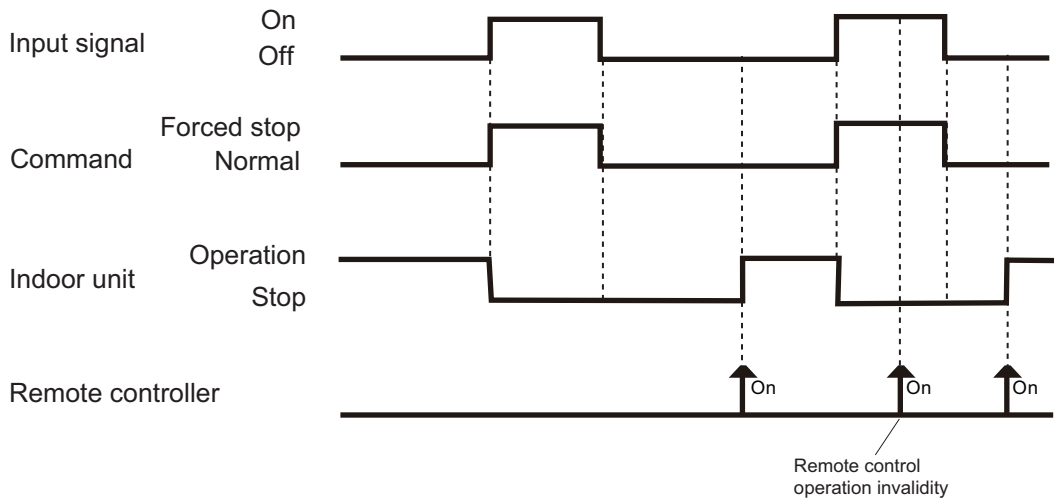 Input signal
On
Off
Command
Forced stop
Normal
Indoor unit
Operation
Stop
Remote controller
On
On
On
Remote control
operation invalidity